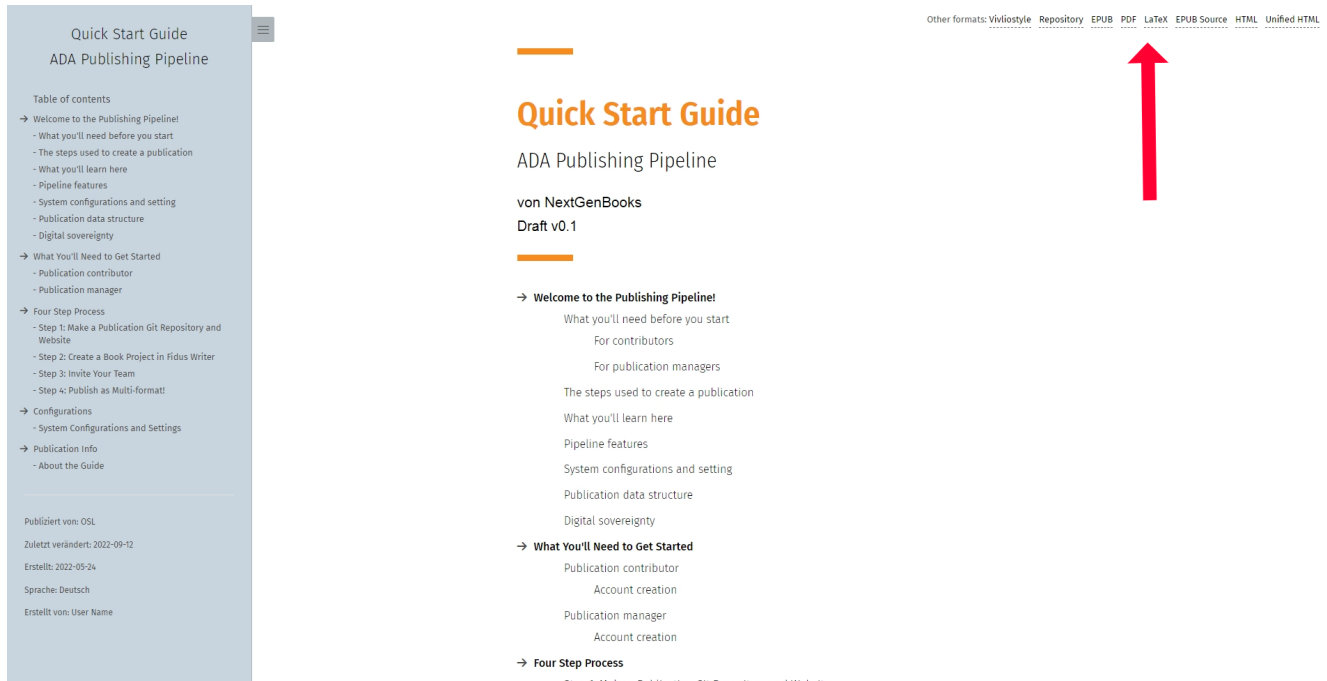 Quick Start Guide
ADA Publishing Pipeline
Table of contents
→ Welcome to the Publishing Pipeline!
- What you'll need before you start
- The steps used to create a publication
- What you'll learn here
- Pipeline features
- System configurations and setting
- Publication data structure
- Digital sovereignty
→ What You'll Need to Get Started
- Publication contributor
- Publication manager
→ Four Step Process
- Step 1: Make a Publication Git Repository and
Website
- Step 2: Create a Book Project in Fidus Writer
- Step 3: Invite Your Team
- Step 4: Publish as Multi-format!
→ Configurations
- System Configurations and Settings
→ Publication Info
- About the Guide
Publiziert von: OSL
Zuletzt verändert: 2022-09-12
Erstellt: 2022-05-24
Sprache: Deutsch
Erstellt von: User Name
Other formats: Vivliostyle Repository EPUB PDF LaTeX EPUB Source HTML Unified HTML
Quick Start Guide
ADA Publishing Pipeline
von NextGenBooks
Draft v0.1
→ Welcome to the Publishing Pipeline!
What you'll need before you start
For contributors
For publication managers
The steps used to create a publication
What you'll learn here
Pipeline features
System configurations and setting
Publication data structure
Digital sovereignty
→ What You'll Need to Get Started
Publication contributor
Account creation
Publication manager
Account creation
→ Four Step Process